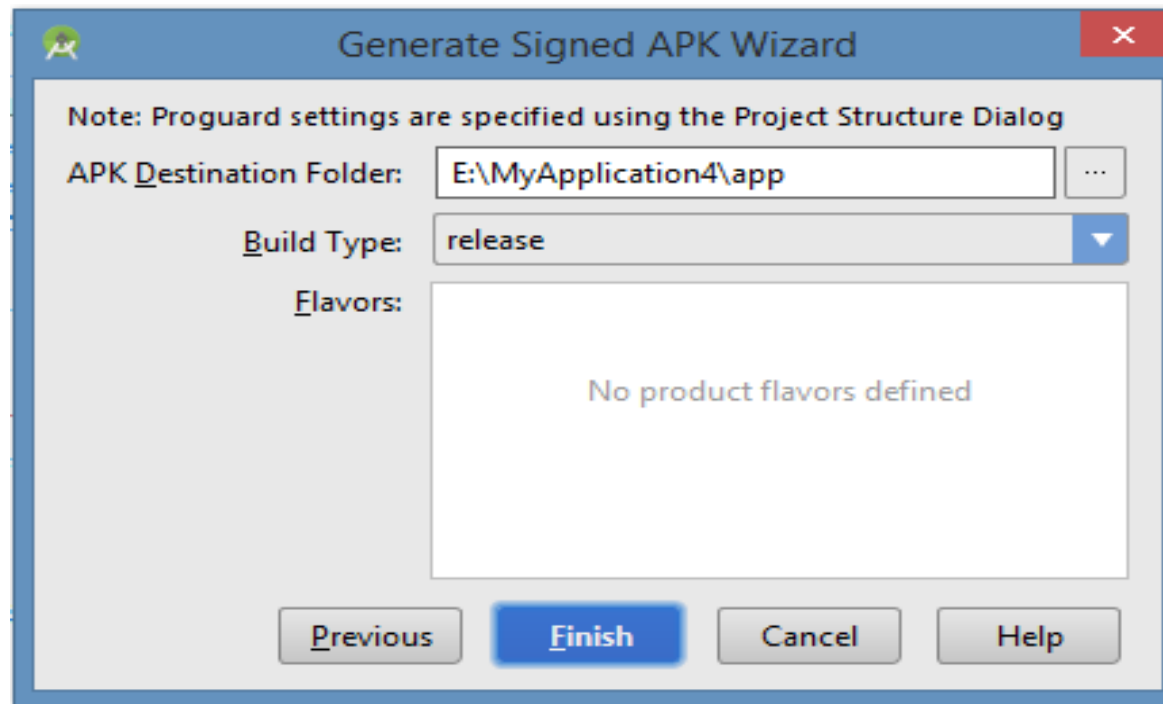 Generate Signed APK Wizard
Note: Proguard settings are specified using the Project Structure Dialog
APK Destination Folder: E:\MyApplication4\app ...
Build Type: release
Flavors:
No product flavors defined
Previous Finish Cancel Help